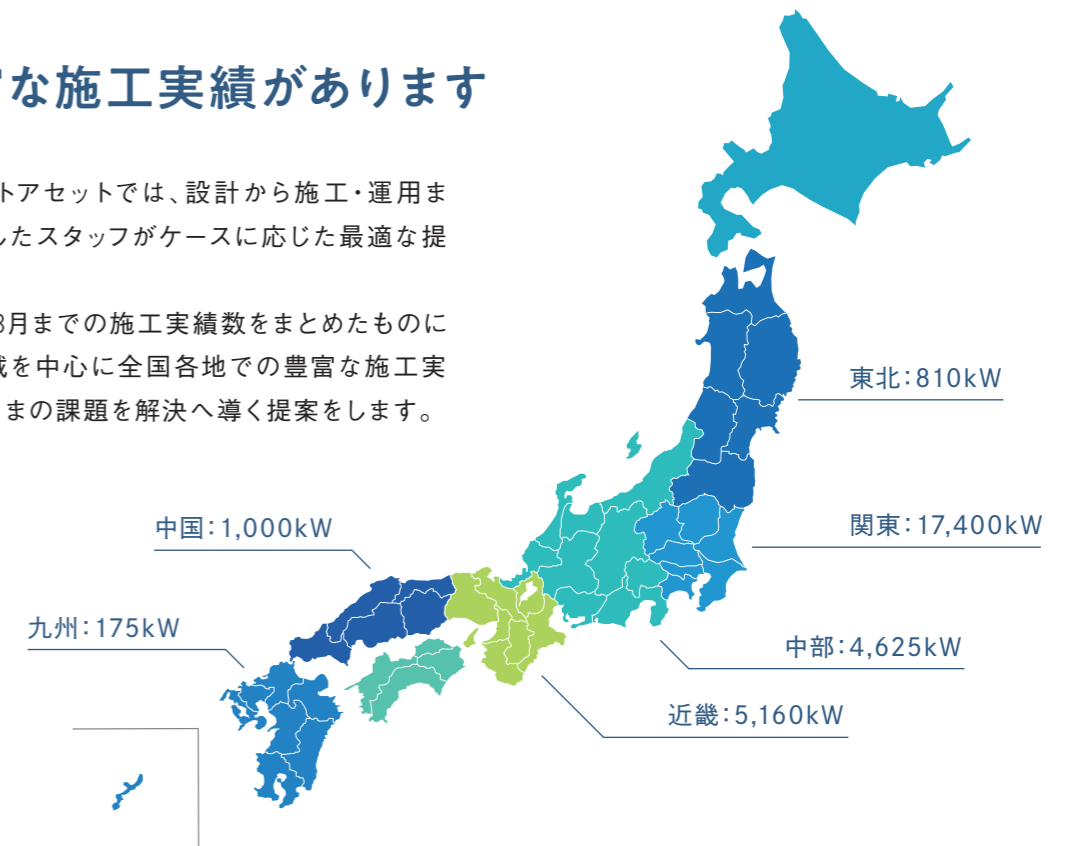 な施工実績があります
トアセットでは、設計から施工・運用ま
したスタッフがケースに応じた最適な提
3月までの施工実績数をまとめたものに
域を中心に全国各地での豊富な施工実
まの課題を解決へ導く提案をします。
東北：810kW
関東：17,400kW
中国：1,000kW
九州：175kW
中部：4,625kW
近畿：5,160kW